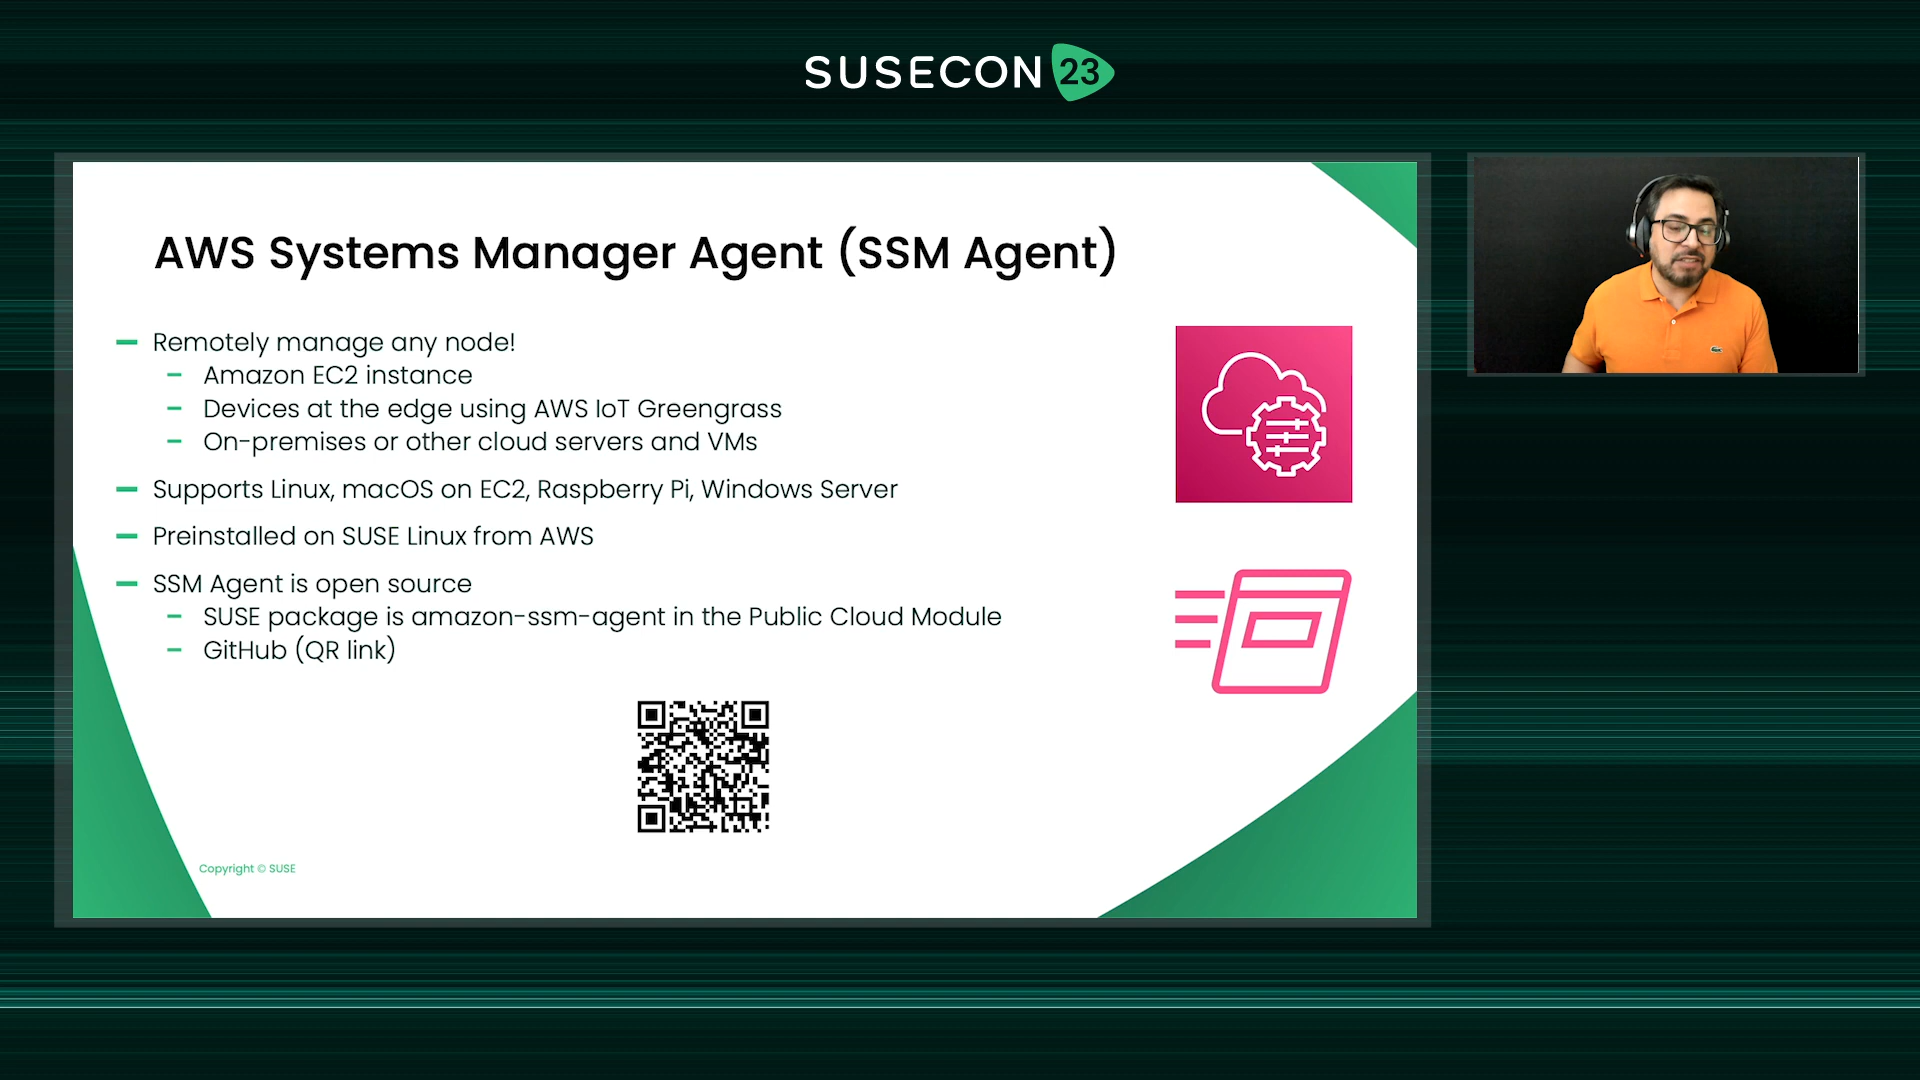 SUSECON 23
AWS Systems Manager Agent (SSM Agent)
Remotely manage any node!
Amazon EC2 instance
Devices at the edge using AWS IoT Greengrass
On-premises or other cloud servers and VMs
Supports Linux, macOS on EC2, Raspberry Pi, Windows Server
Preinstalled on SUSE Linux from AWS
SSM Agent is open source
SUSE package is amazon-ssm-agent in the Public Cloud Module
GitHub (QR link)
Copyright © SUSE